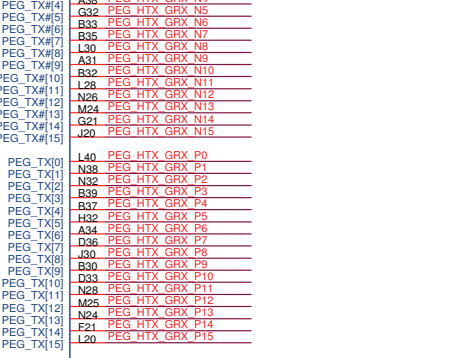 PEG_TX#[4]
PEG_TX#[5] G32 PEG_HTX_GRX_N5
PEG_TX#[6] B33 PEG_HTX_GRX_N6
PEG_TX#[7] B35 PEG_HTX_GRX_N7
PEG_TX#[8] L30 PEG_HTX_GRX_N8
PEG_TX#[9] A31 PEG_HTX_GRX_N9
PEG_TX#[10] B32 PEG_HTX_GRX_N10
PEG_TX#[11] L28 PEG_HTX_GRX_N11
PEG_TX#[12] N26 PEG_HTX_GRX_N12
PEG_TX#[13] M24 PEG_HTX_GRX_N13
PEG_TX#[14] G21 PEG_HTX_GRX_N14
PEG_TX#[15] J20 PEG_HTX_GRX_N15
PEG_TX[0] L40 PEG_HTX_GRX_P0
PEG_TX[1] N38 PEG_HTX_GRX_P1
PEG_TX[2] N32 PEG_HTX_GRX_P2
PEG_TX[3] B39 PEG_HTX_GRX_P3
PEG_TX[4] B37 PEG_HTX_GRX_P4
PEG_TX[5] H32 PEG_HTX_GRX_P5
PEG_TX[6] A34 PEG_HTX_GRX_P6
PEG_TX[7] D36 PEG_HTX_GRX_P7
PEG_TX[8] J30 PEG_HTX_GRX_P8
PEG_TX[9] B30 PEG_HTX_GRX_P9
PEG_TX[10] D33 PEG_HTX_GRX_P10
PEG_TX[11] N28 PEG_HTX_GRX_P11
PEG_TX[12] M25 PEG_HTX_GRX_P12
PEG_TX[13] N24 PEG_HTX_GRX_P13
PEG_TX[14] F21 PEG_HTX_GRX_P14
PEG_TX[15] L20 PEG_HTX_GRX_P15